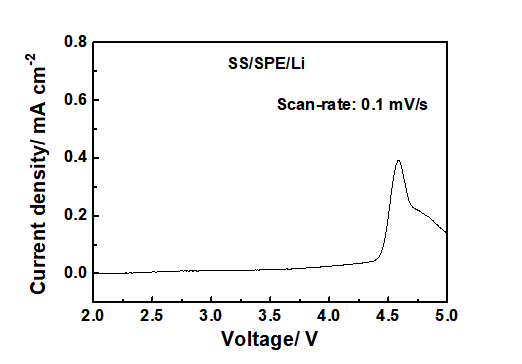 0.8
SS/SPE/Li
0.6
Scan-rate: 0.1 mV/s
0.4
0.2
0.0
Current density/ mA cm-2
2.0 2.5 3.0 3.5 4.0 4.5 5.0
Voltage/ V